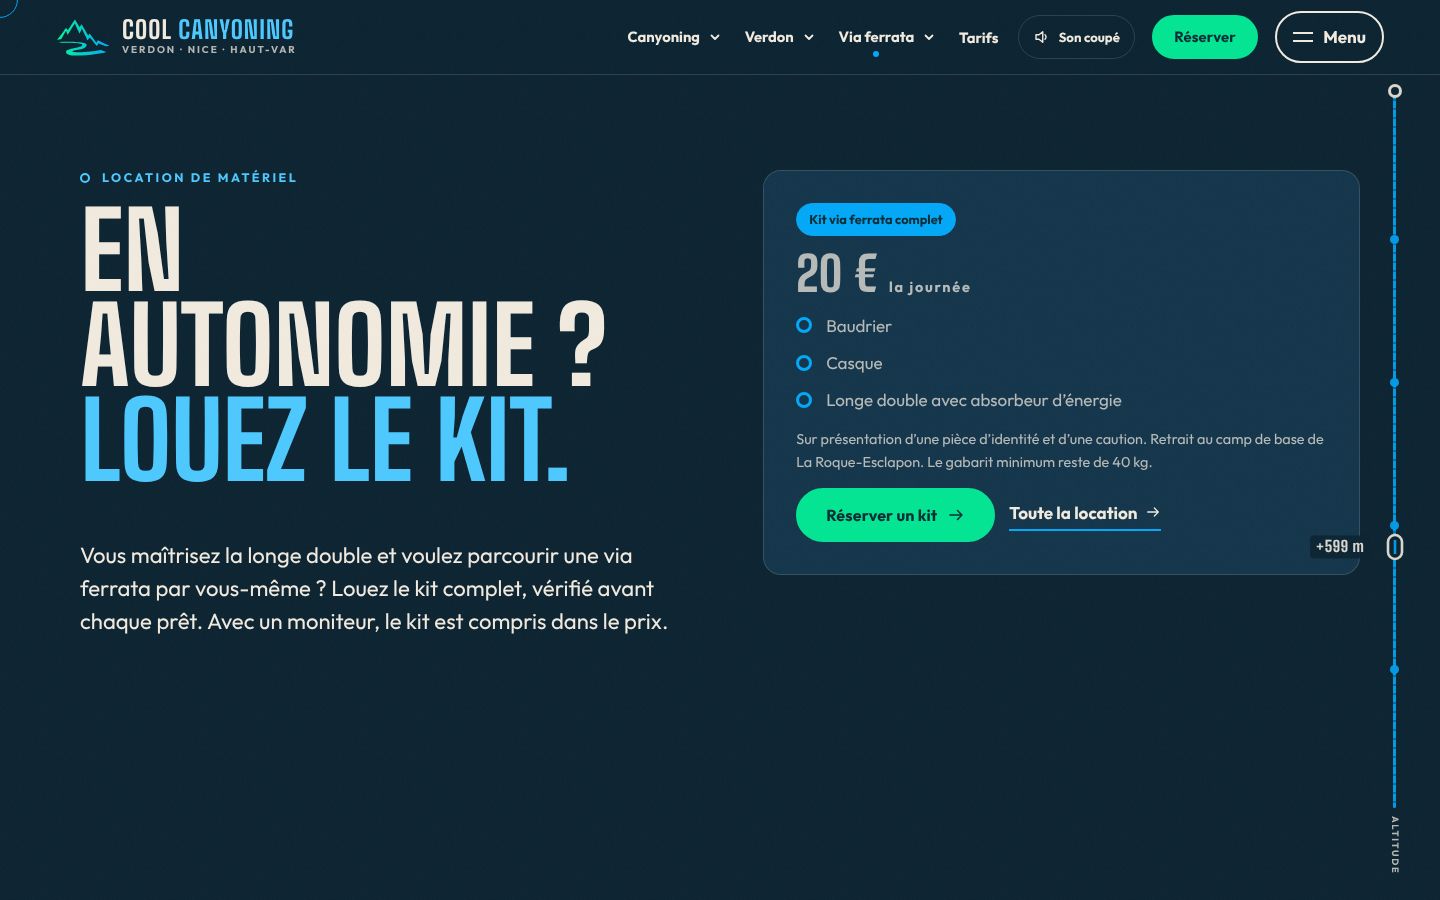 COOL CANYONING
VERDON · NICE · HAUT-VAR
Canyoning
Verdon
Via ferrata
Tarifs
Son coupé
Réserver
Menu
LOCATION DE MATÉRIEL
EN
AUTONOMIE ?
LOUEZ LE KIT.
Vous maîtrisez la longe double et voulez parcourir une via
ferrata par vous-même ? Louez le kit complet, vérifié avant
chaque prêt. Avec un moniteur, le kit est compris dans le prix.
Kit via ferrata complet
20 € la journée
Baudrier
Casque
Longe double avec absorbeur d’énergie
Sur présentation d’une pièce d’identité et d’une caution. Retrait au camp de base de
La Roque-Esclapon. Le gabarit minimum reste de 40 kg.
Réserver un kit →
Toute la location →
+599 m
ALTITUDE